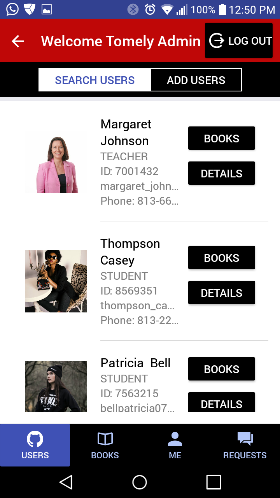 100% 12:50 PM
Welcome Tomely Admin
LOG OUT
SEARCH USERS
ADD USERS
Margaret
Johnson
TEACHER
ID: 7001432
margaret_john...
Phone: 813-66...
BOOKS
DETAILS
Thompson
Casey
STUDENT
ID: 8569351
thompson_ca...
Phone: 813-22...
BOOKS
DETAILS
Patricia Bell
STUDENT
ID: 7563215
bellpatricia07...
BOOKS
DETAILS
USERS
BOOKS
ME
REQUESTS